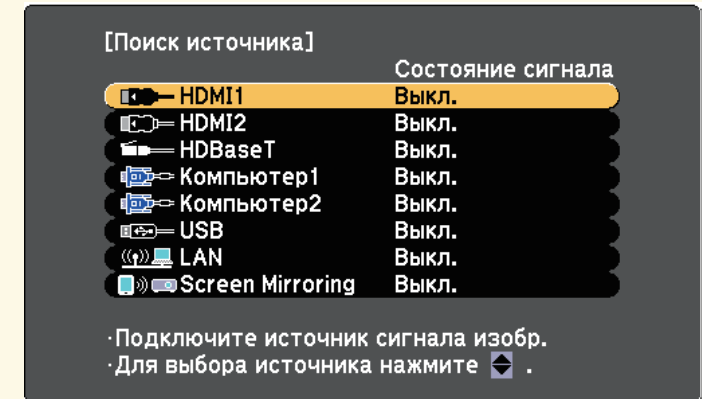 [Поиск источника]
Состояние сигнала
HDMI1 Выкл.
HDMI2 Выкл.
HDBaseT Выкл.
Компьютер1 Выкл.
Компьютер2 Выкл.
USB Выкл.
LAN Выкл.
Screen Mirroring Выкл.
·Подключите источник сигнала изобр.
·Для выбора источника нажмите .